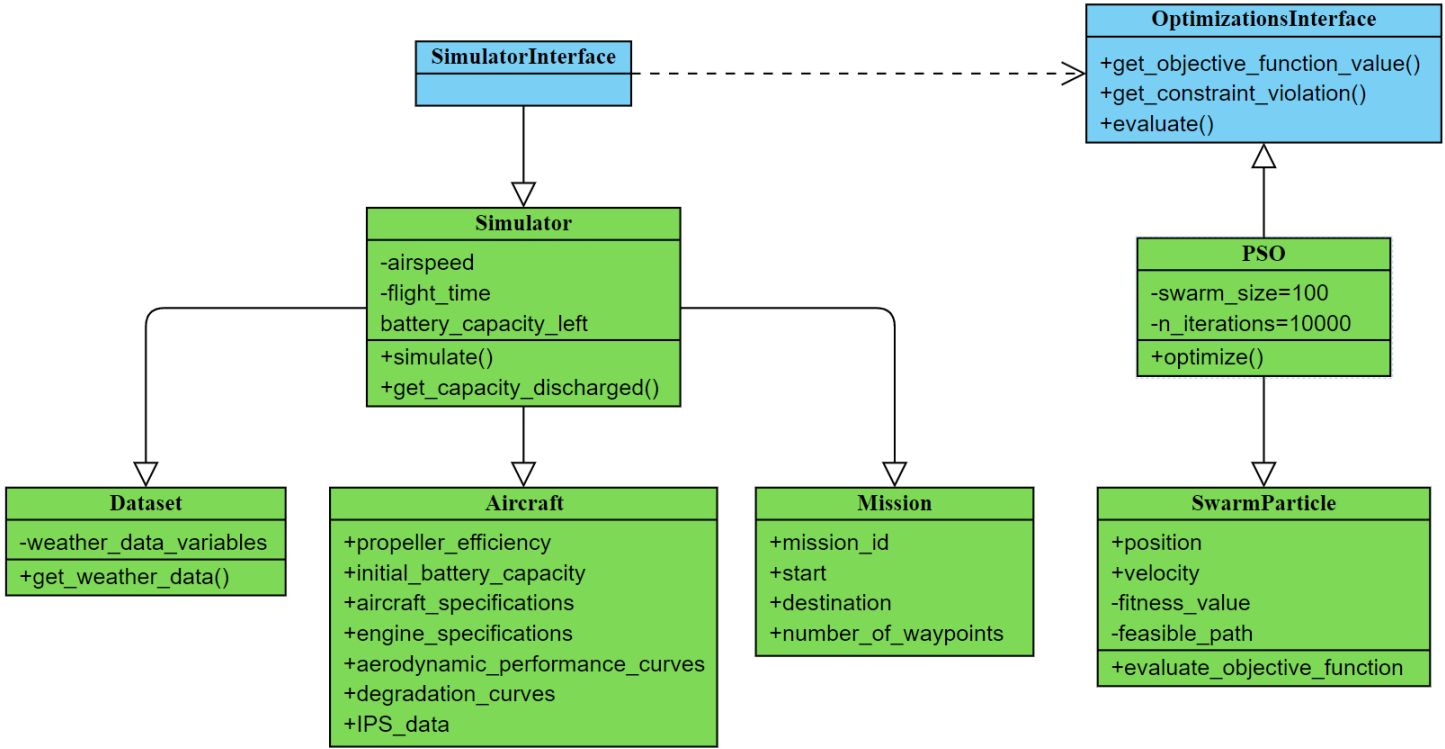 SimulatorInterface
OptimizationsInterface
+get_objective_function_value()
+get_constraint_violation()
+evaluate()
Simulator
-airspeed
-flight_time
battery_capacity_left
+simulate()
+get_capacity_discharged()
PSO
-swarm_size=100
-n_iterations=10000
+optimize()
Dataset
-weather_data_variables
+get_weather_data()
Aircraft
+propeller_efficiency
+initial_battery_capacity
+aircraft_specifications
+engine_specifications
+aerodynamic_performance_curves
+degradation_curves
+IPS_data
Mission
+mission_id
+start
+destination
+number_of_waypoints
SwarmParticle
+position
+velocity
-fitness_value
-feasible_path
+evaluate_objective_function